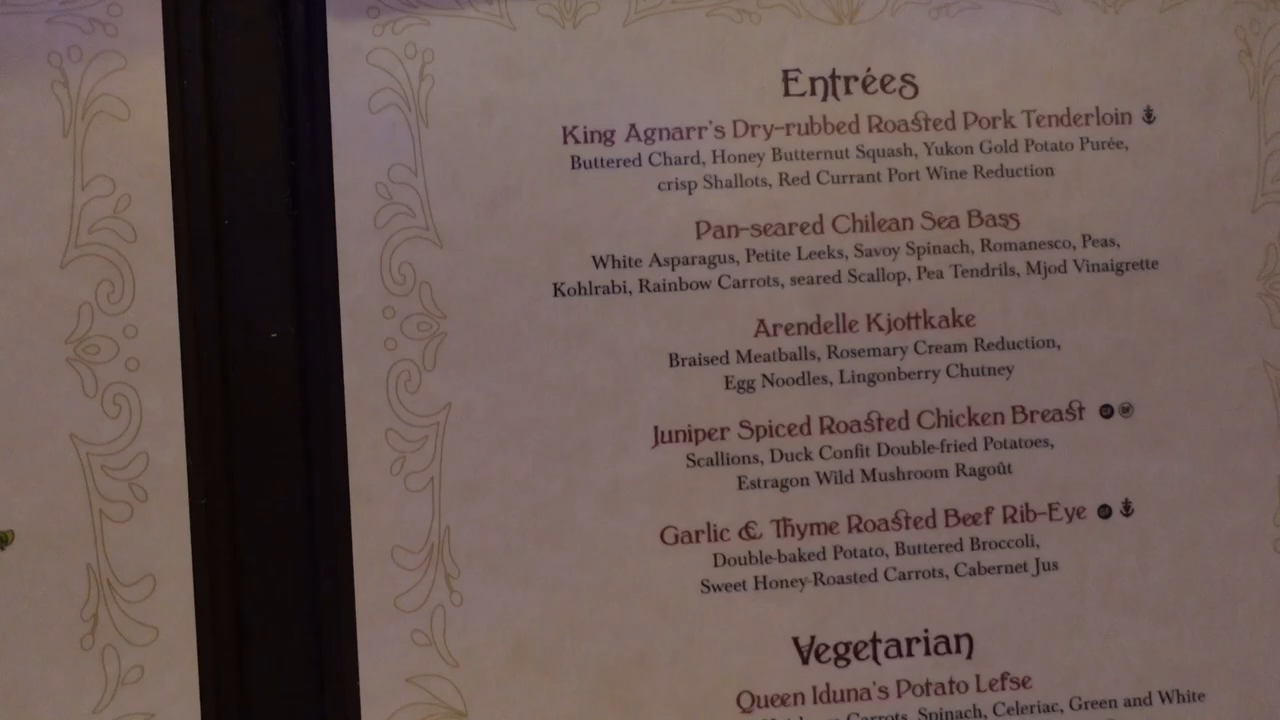 Entrées
King Agnarr's Dry-rubbed Roasted Pork Tenderloin
Buttered Chard, Honey Butternut Squash, Yukon Gold Potato Purée,
crisp Shallots, Red Currant Port Wine Reduction
Pan-seared Chilean Sea Bass
White Asparagus, Petite Leeks, Savoy Spinach, Romanesco, Peas,
Kohlrabi, Rainbow Carrots, seared Scallop, Pea Tendrils, Mjod Vinaigrette
Arendelle Kjottkake
Braised Meatballs, Rosemary Cream Reduction,
Egg Noodles, Lingonberry Chutney
Juniper Spiced Roasted Chicken Breast
Scallions, Duck Confit Double-fried Potatoes,
Estragon Wild Mushroom Ragoût
Garlic & Thyme Roasted Beef Rib-Eye
Double-baked Potato, Buttered Broccoli,
Sweet Honey-Roasted Carrots, Cabernet Jus
Vegetarian
Queen Iduna's Potato Lefse
Carrots, Spinach, Celeriac, Green and White